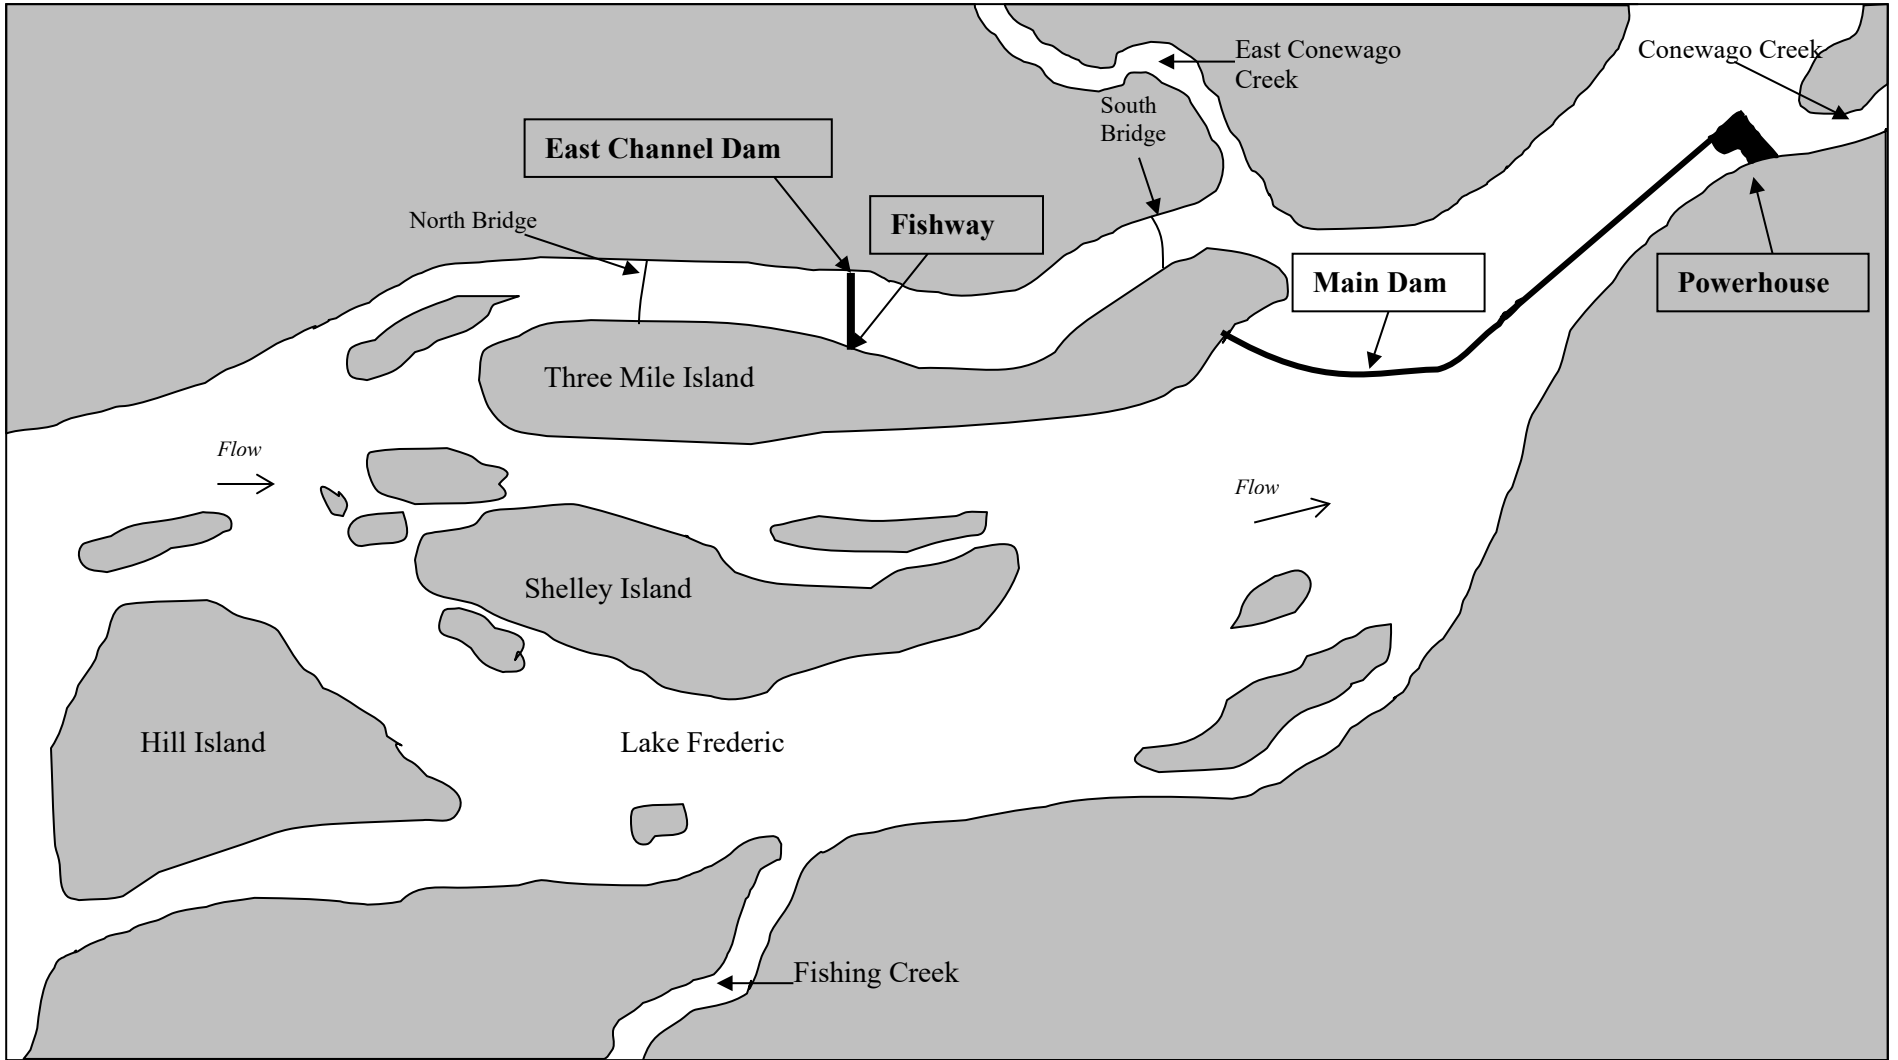 East Conewago
Creek
Conewago Creek
South
Bridge
East Channel Dam
Fishway
North Bridge
Main Dam
Powerhouse
Three Mile Island
Flow
Flow
Shelley Island
Hill Island
Lake Frederic
Fishing Creek